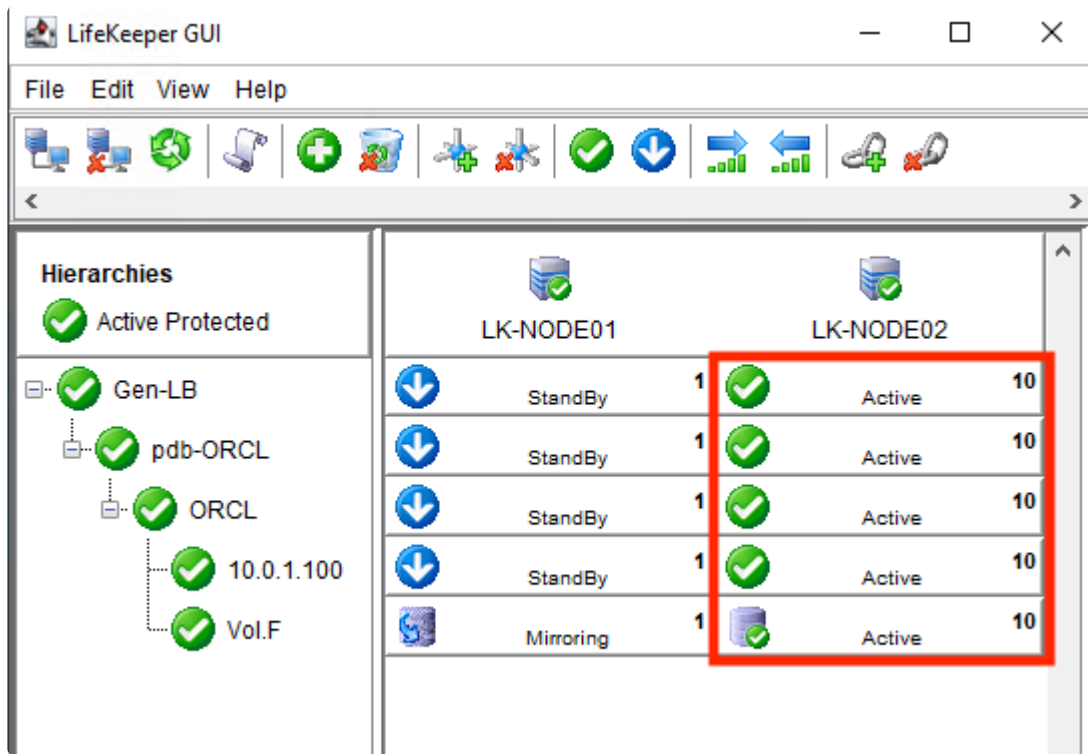 LifeKeeper GUI
File Edit View Help
Hierarchies
Active Protected
LK-NODE01 LK-NODE02
Gen-LB StandBy 1 Active 10
pdb-ORCL StandBy 1 Active 10
ORCL StandBy 1 Active 10
10.0.1.100 StandBy 1 Active 10
Vol.F Mirroring 1 Active 10